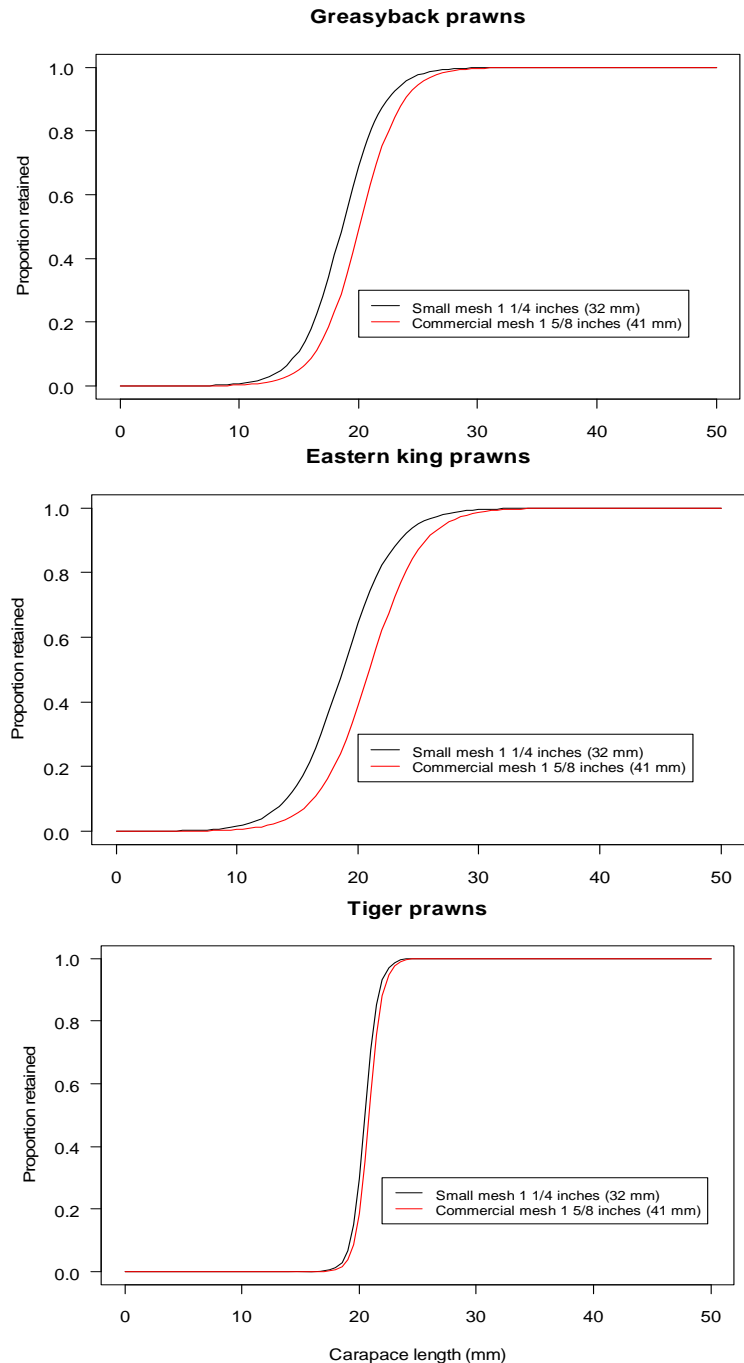 Greasyback prawns
1.0
0.8
0.6
0.4
0.2
0.0
Proportion retained
Small mesh 1 1/4 inches (32 mm)
Commercial mesh 1 5/8 inches (41 mm)
0 10 20 30 40 50
Eastern king prawns
1.0
0.8
0.6
0.4
0.2
0.0
Proportion retained
Small mesh 1 1/4 inches (32 mm)
Commercial mesh 1 5/8 inches (41 mm)
0 10 20 30 40 50
Tiger prawns
1.0
0.8
0.6
0.4
0.2
0.0
Proportion retained
Small mesh 1 1/4 inches (32 mm)
Commercial mesh 1 5/8 inches (41 mm)
0 10 20 30 40 50
Carapace length (mm)